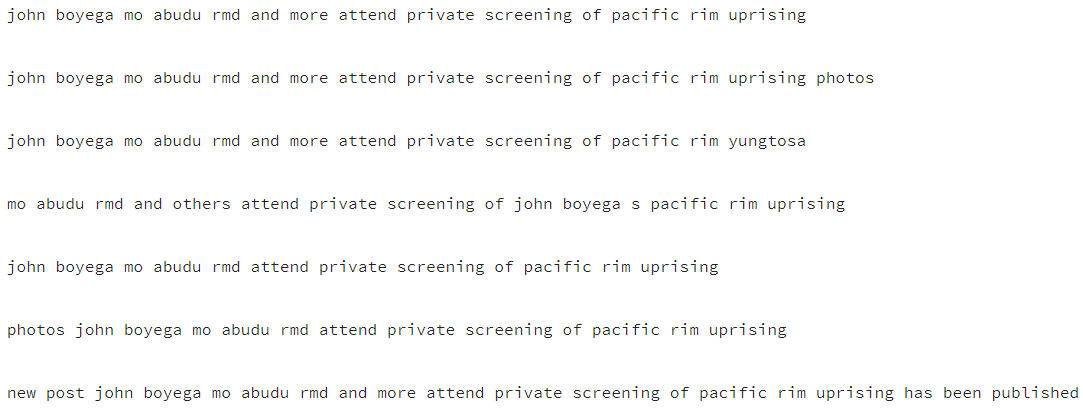 john boyega mo abudu rmd and more attend private screening of pacific rim uprising
john boyega mo abudu rmd and more attend private screening of pacific rim uprising photos
john boyega mo abudu rmd and more attend private screening of pacific rim yungtosa
mo abudu rmd and others attend private screening of john boyega s pacific rim uprising
john boyega mo abudu rmd attend private screening of pacific rim uprising
photos john boyega mo abudu rmd attend private screening of pacific rim uprising
new post john boyega mo abudu rmd and more attend private screening of pacific rim uprising has been published